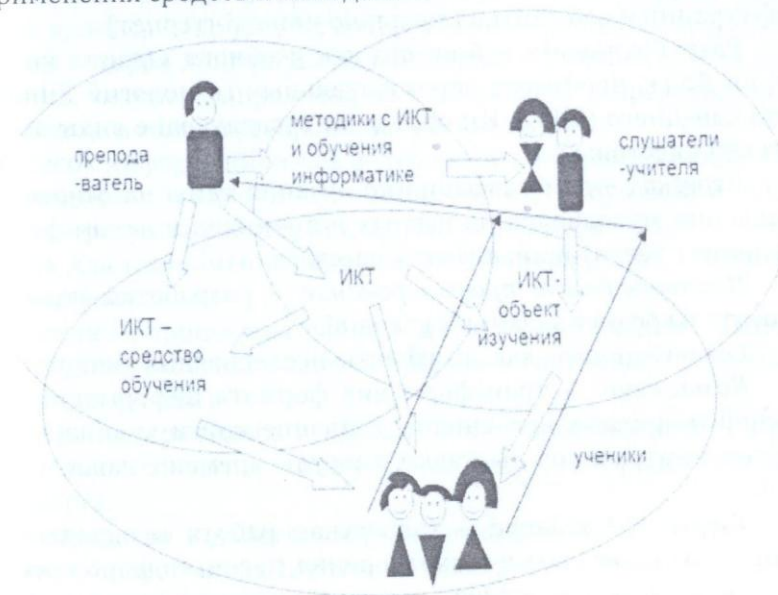 препода
-ватель
методики с ИКТ
и обучения
информатике
слушатели
-учителя
ИКТ
ИКТ-
объект
изучения
ИКТ –
средство
обучения
ученики